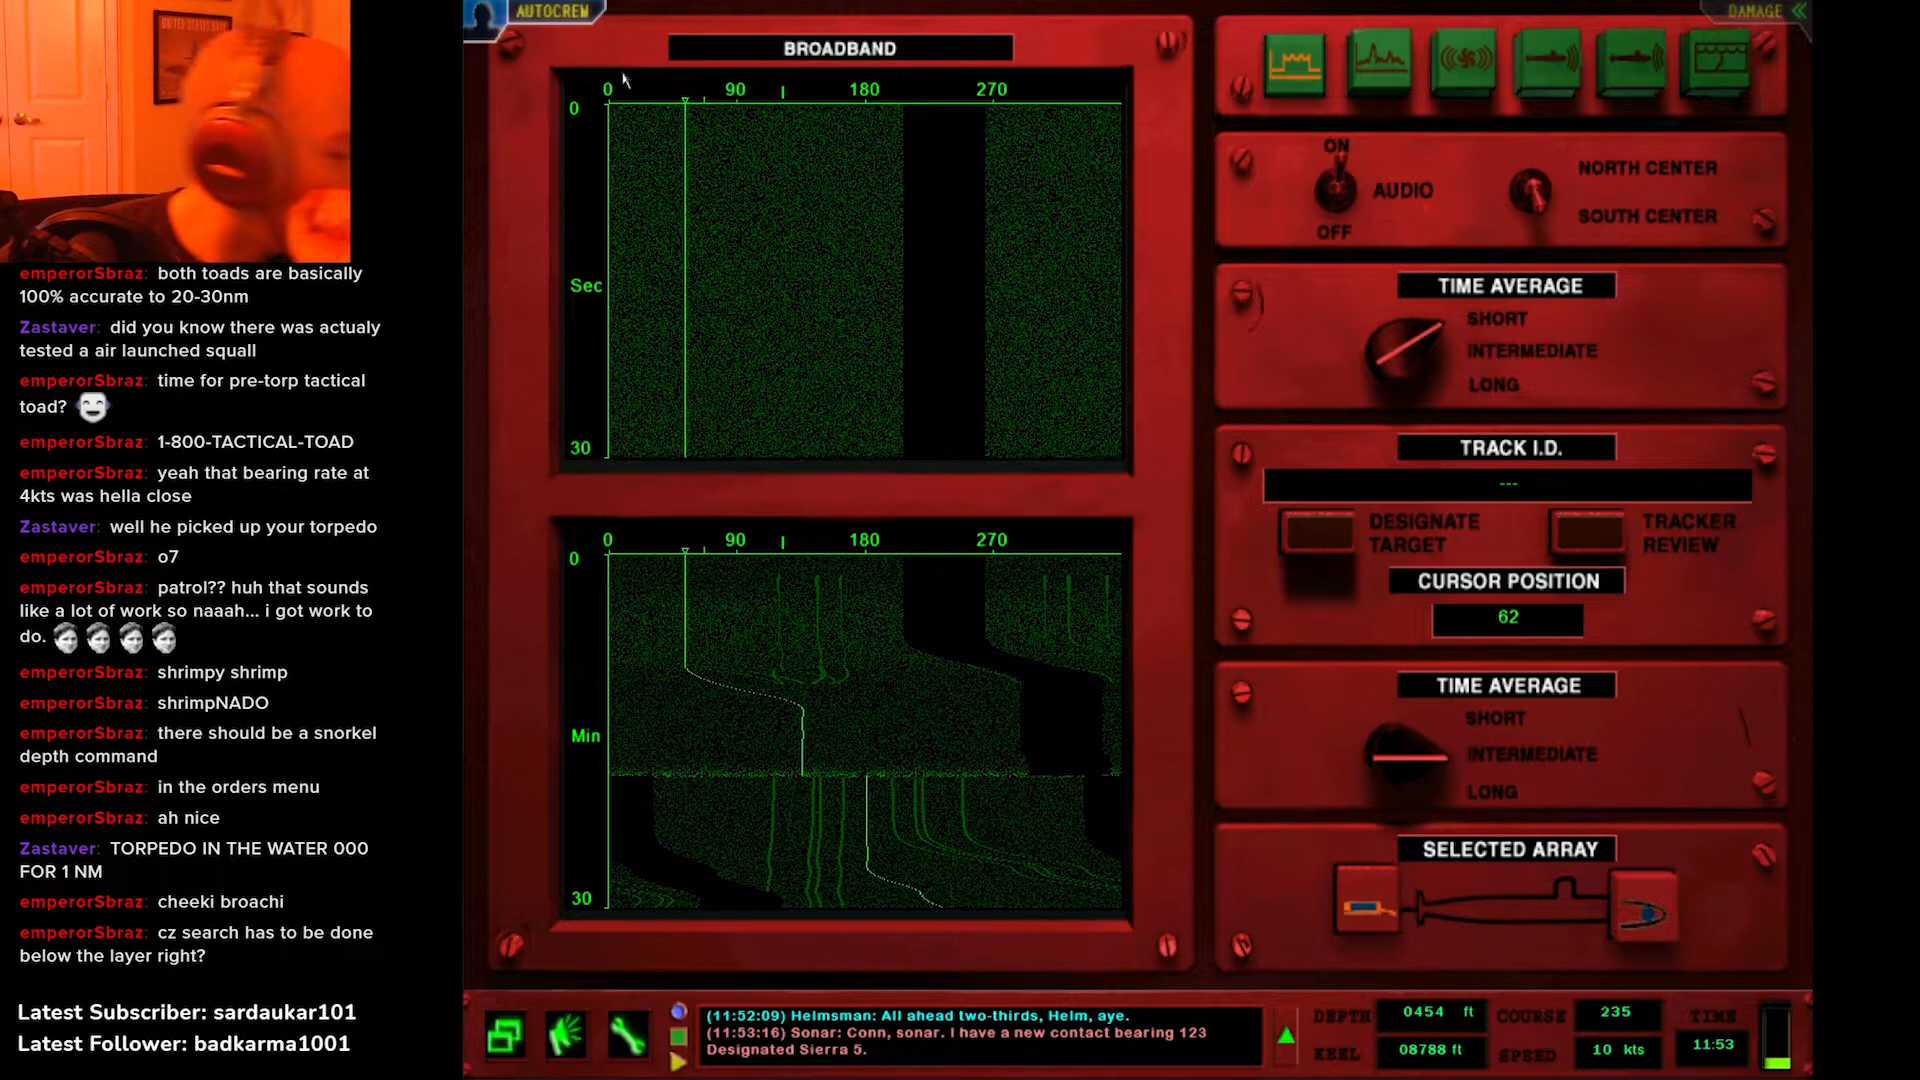 UNITED STATES NAVY
emperorSbraz: both toads are basically
100% accurate to 20-30nm
Zastaver: did you know there was actualy
tested a air launched squall
emperorSbraz: time for pre-torp tactical
toad?
emperorSbraz: 1-800-TACTICAL-TOAD
emperorSbraz: yeah that bearing rate at
4kts was hella close
Zastaver: well he picked up your torpedo
emperorSbraz: o7
emperorSbraz: patrol?? huh that sounds
like a lot of work so naaah... i got work to
do.
emperorSbraz: shrimpy shrimp
emperorSbraz: shrimpNADO
emperorSbraz: there should be a snorkel
depth command
emperorSbraz: in the orders menu
emperorSbraz: ah nice
Zastaver: TORPEDO IN THE WATER 000
FOR 1 NM
emperorSbraz: cheeki broachi
emperorSbraz: cz search has to be done
below the layer right?
Latest Subscriber: sardaukar101
Latest Follower: badkarma1001
AUTOCREW
BROADBAND
0 90 180 270
0
Sec
30
0 90 180 270
0
Min
30
DAMAGE
ON
AUDIO
OFF
NORTH CENTER
SOUTH CENTER
TIME AVERAGE
SHORT
INTERMEDIATE
LONG
TRACK I.D.
---
DESIGNATE
TARGET
TRACKER
REVIEW
CURSOR POSITION
62
TIME AVERAGE
SHORT
INTERMEDIATE
LONG
SELECTED ARRAY
(11:52:09) Helmsman: All ahead two-thirds, Helm, aye.
(11:53:16) Sonar: Conn, sonar. I have a new contact bearing 123
Designated Sierra 5.
DEPTH 0454 ft COURSE 235 TIME
KEEL 08788 ft SPEED 10 kts 11:53